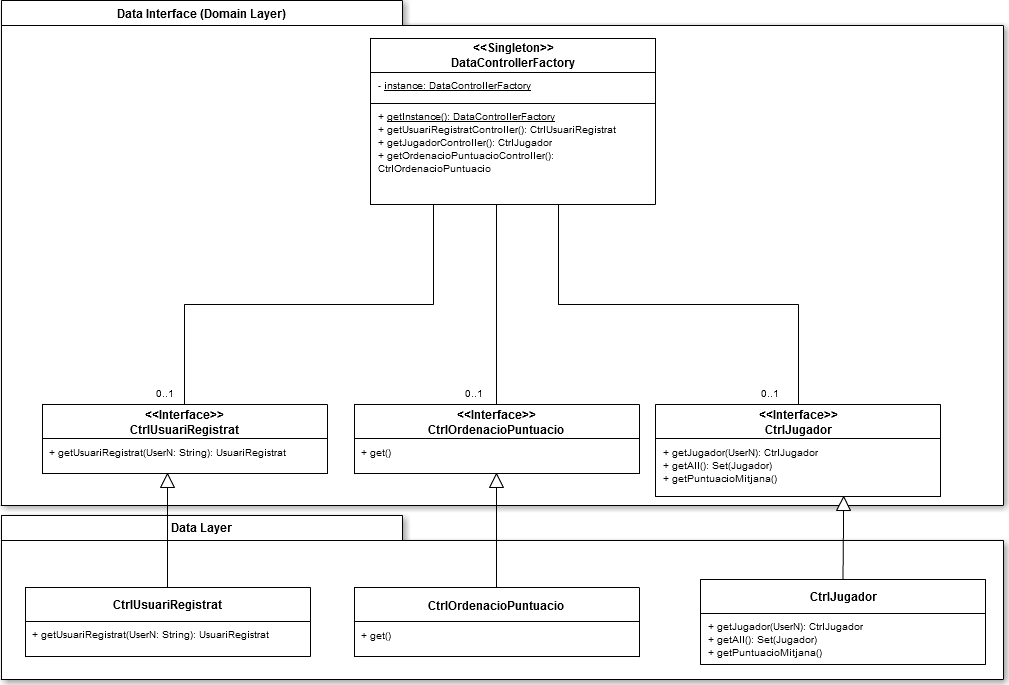 Data Interface (Domain Layer)
<<Singleton>>
DataControllerFactory
- instance: DataControllerFactory
+ getInstance(): DataControllerFactory
+ getUsuariRegistratController(): CtrlUsuariRegistrat
+ getJugadorController(): CtrlJugador
+ getOrdenacioPuntuacioController():
CtrlOrdenacioPuntuacio
0..1
0..1
0..1
<<Interface>>
CtrlUsuariRegistrat
+ getUsuariRegistrat(UserN: String): UsuariRegistrat
<<Interface>>
CtrlOrdenacioPuntuacio
+ get()
<<Interface>>
CtrlJugador
+ getJugador(UserN): CtrlJugador
+ getAll(): Set(Jugador)
+ getPuntuacioMitjana()
Data Layer
CtrlUsuariRegistrat
+ getUsuariRegistrat(UserN: String): UsuariRegistrat
CtrlOrdenacioPuntuacio
+ get()
CtrlJugador
+ getJugador(UserN): CtrlJugador
+ getAll(): Set(Jugador)
+ getPuntuacioMitjana()